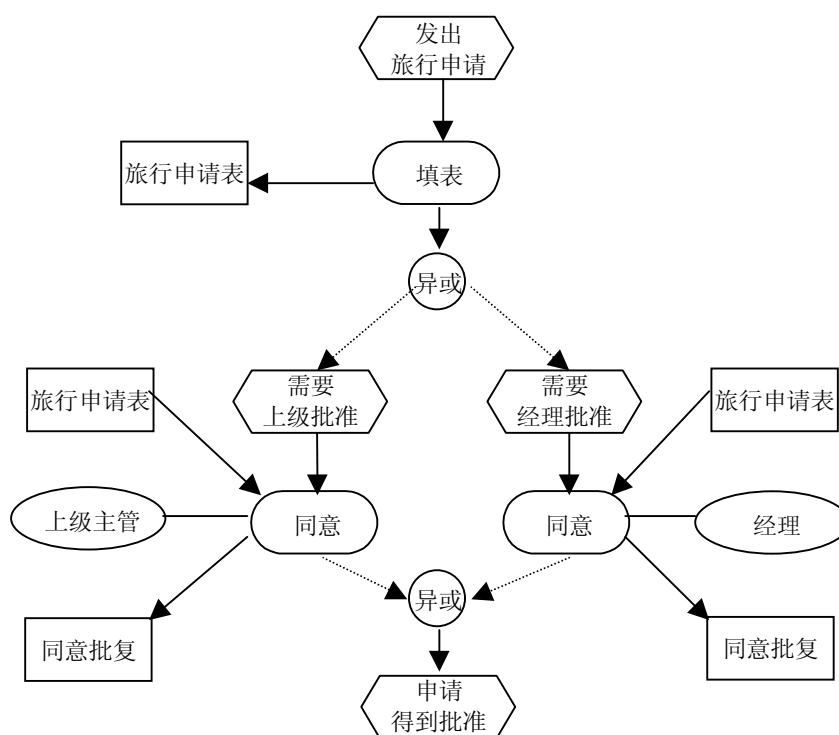 发出
旅行申请
旅行申请表
填表
异或
旅行申请表
需要
上级批准
需要
经理批准
旅行申请表
上级主管
同意
同意
经理
异或
同意批复
同意批复
申请
得到批准